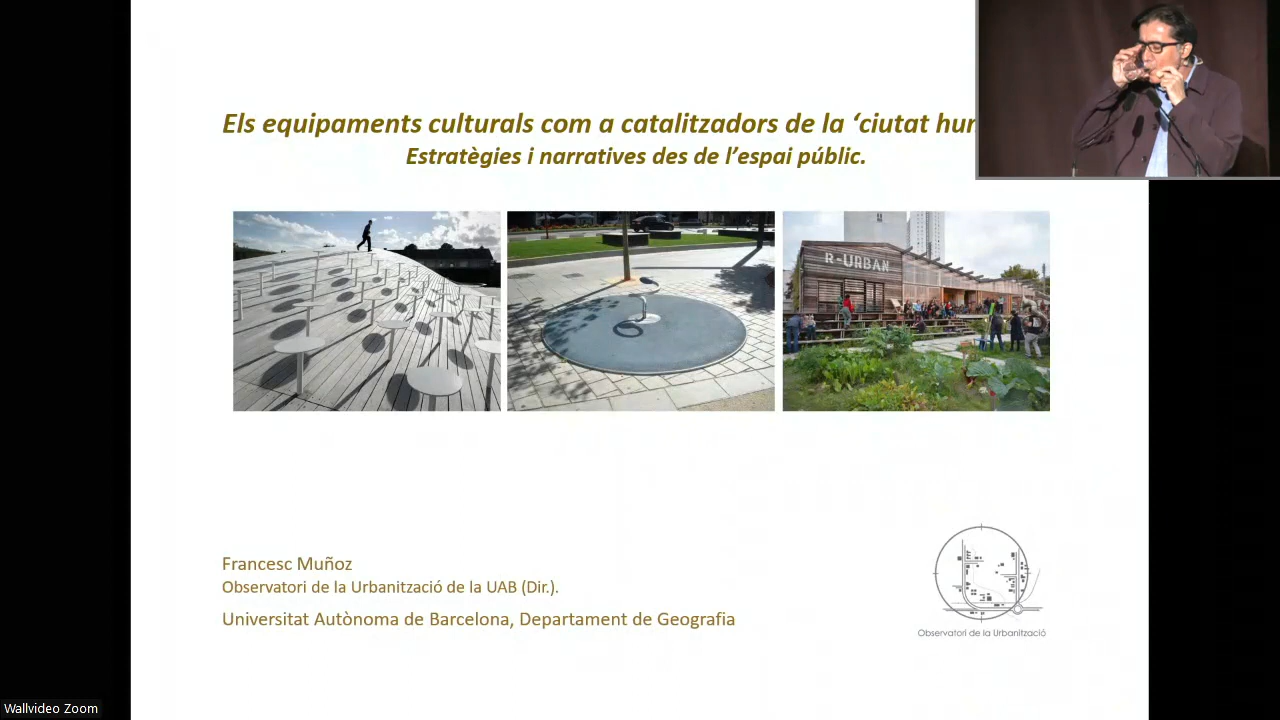 Els equipaments culturals com a catalitzadors de la ‘ciutat
Estratègies i narratives des de l’espai públic.
R-URBAN
Francesc Muñoz
Observatori de la Urbanització de la UAB (Dir.).
Universitat Autònoma de Barcelona, Departament de Geografia
Observatori de la Urbanització
Wallvideo Zoom